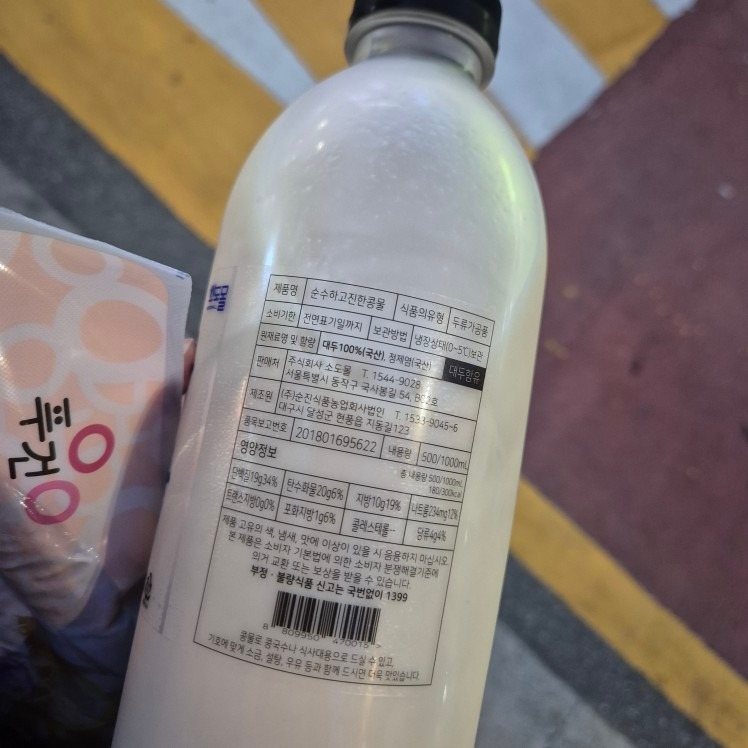 제품명 순수하고진한콩물 식품의유형 두류가공품
소비기한 전면표기일까지 보관방법 냉장상태(0~5℃)보관
원재료명 및 함량 대두100%(국산), 정제염(국산) 대두함유
판매처 주식회사 소도몰 T. 1544-9028
서울특별시 동작구 국사봉길 54, B02호
제조원 (주)순진식품농업회사법인 T. 1533-9045~6
대구시 달성군 현풍읍 지동길123
품목보고번호 201801695622 내용량 500/1000mL
영양정보 총 내용량 500/1000mL
180/300kcal
단백질19g34% 탄수화물20g6% 지방10g19% 나트륨234mg12%
트랜스지방0g0% 포화지방1g6% 콜레스테롤-- 당류4g4%
제품 고유의 색, 냄새, 맛에 이상이 있을 시 음용하지 마십시오.
본 제품은 소비자 기본법에 의한 소비자 분쟁해결기준에
의거 교환 또는 보상을 받을 수 있습니다.
부정·불량식품 신고는 국번없이 1399
8 809950 470015 >
콩물로 콩국수나 식사대용으로 드실 수 있고,
기호에 맞게 소금, 설탕, 우유 등과 함께 드시면 더욱 맛있습니다